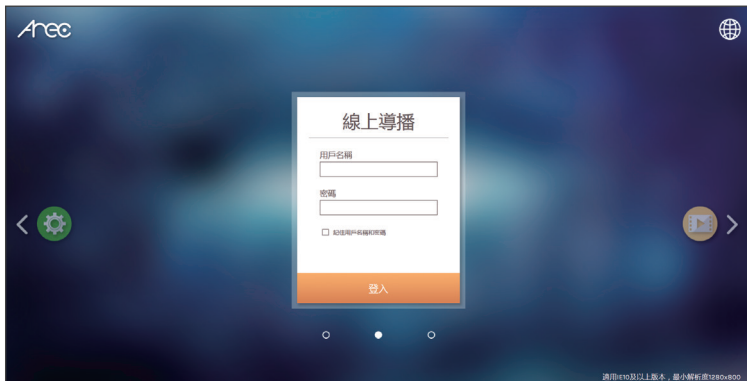 Arec
線上導播
用戶名稱
密碼
記住用戶名稱和密碼
登入
適用IE10及以上版本，最小解析度1280x800